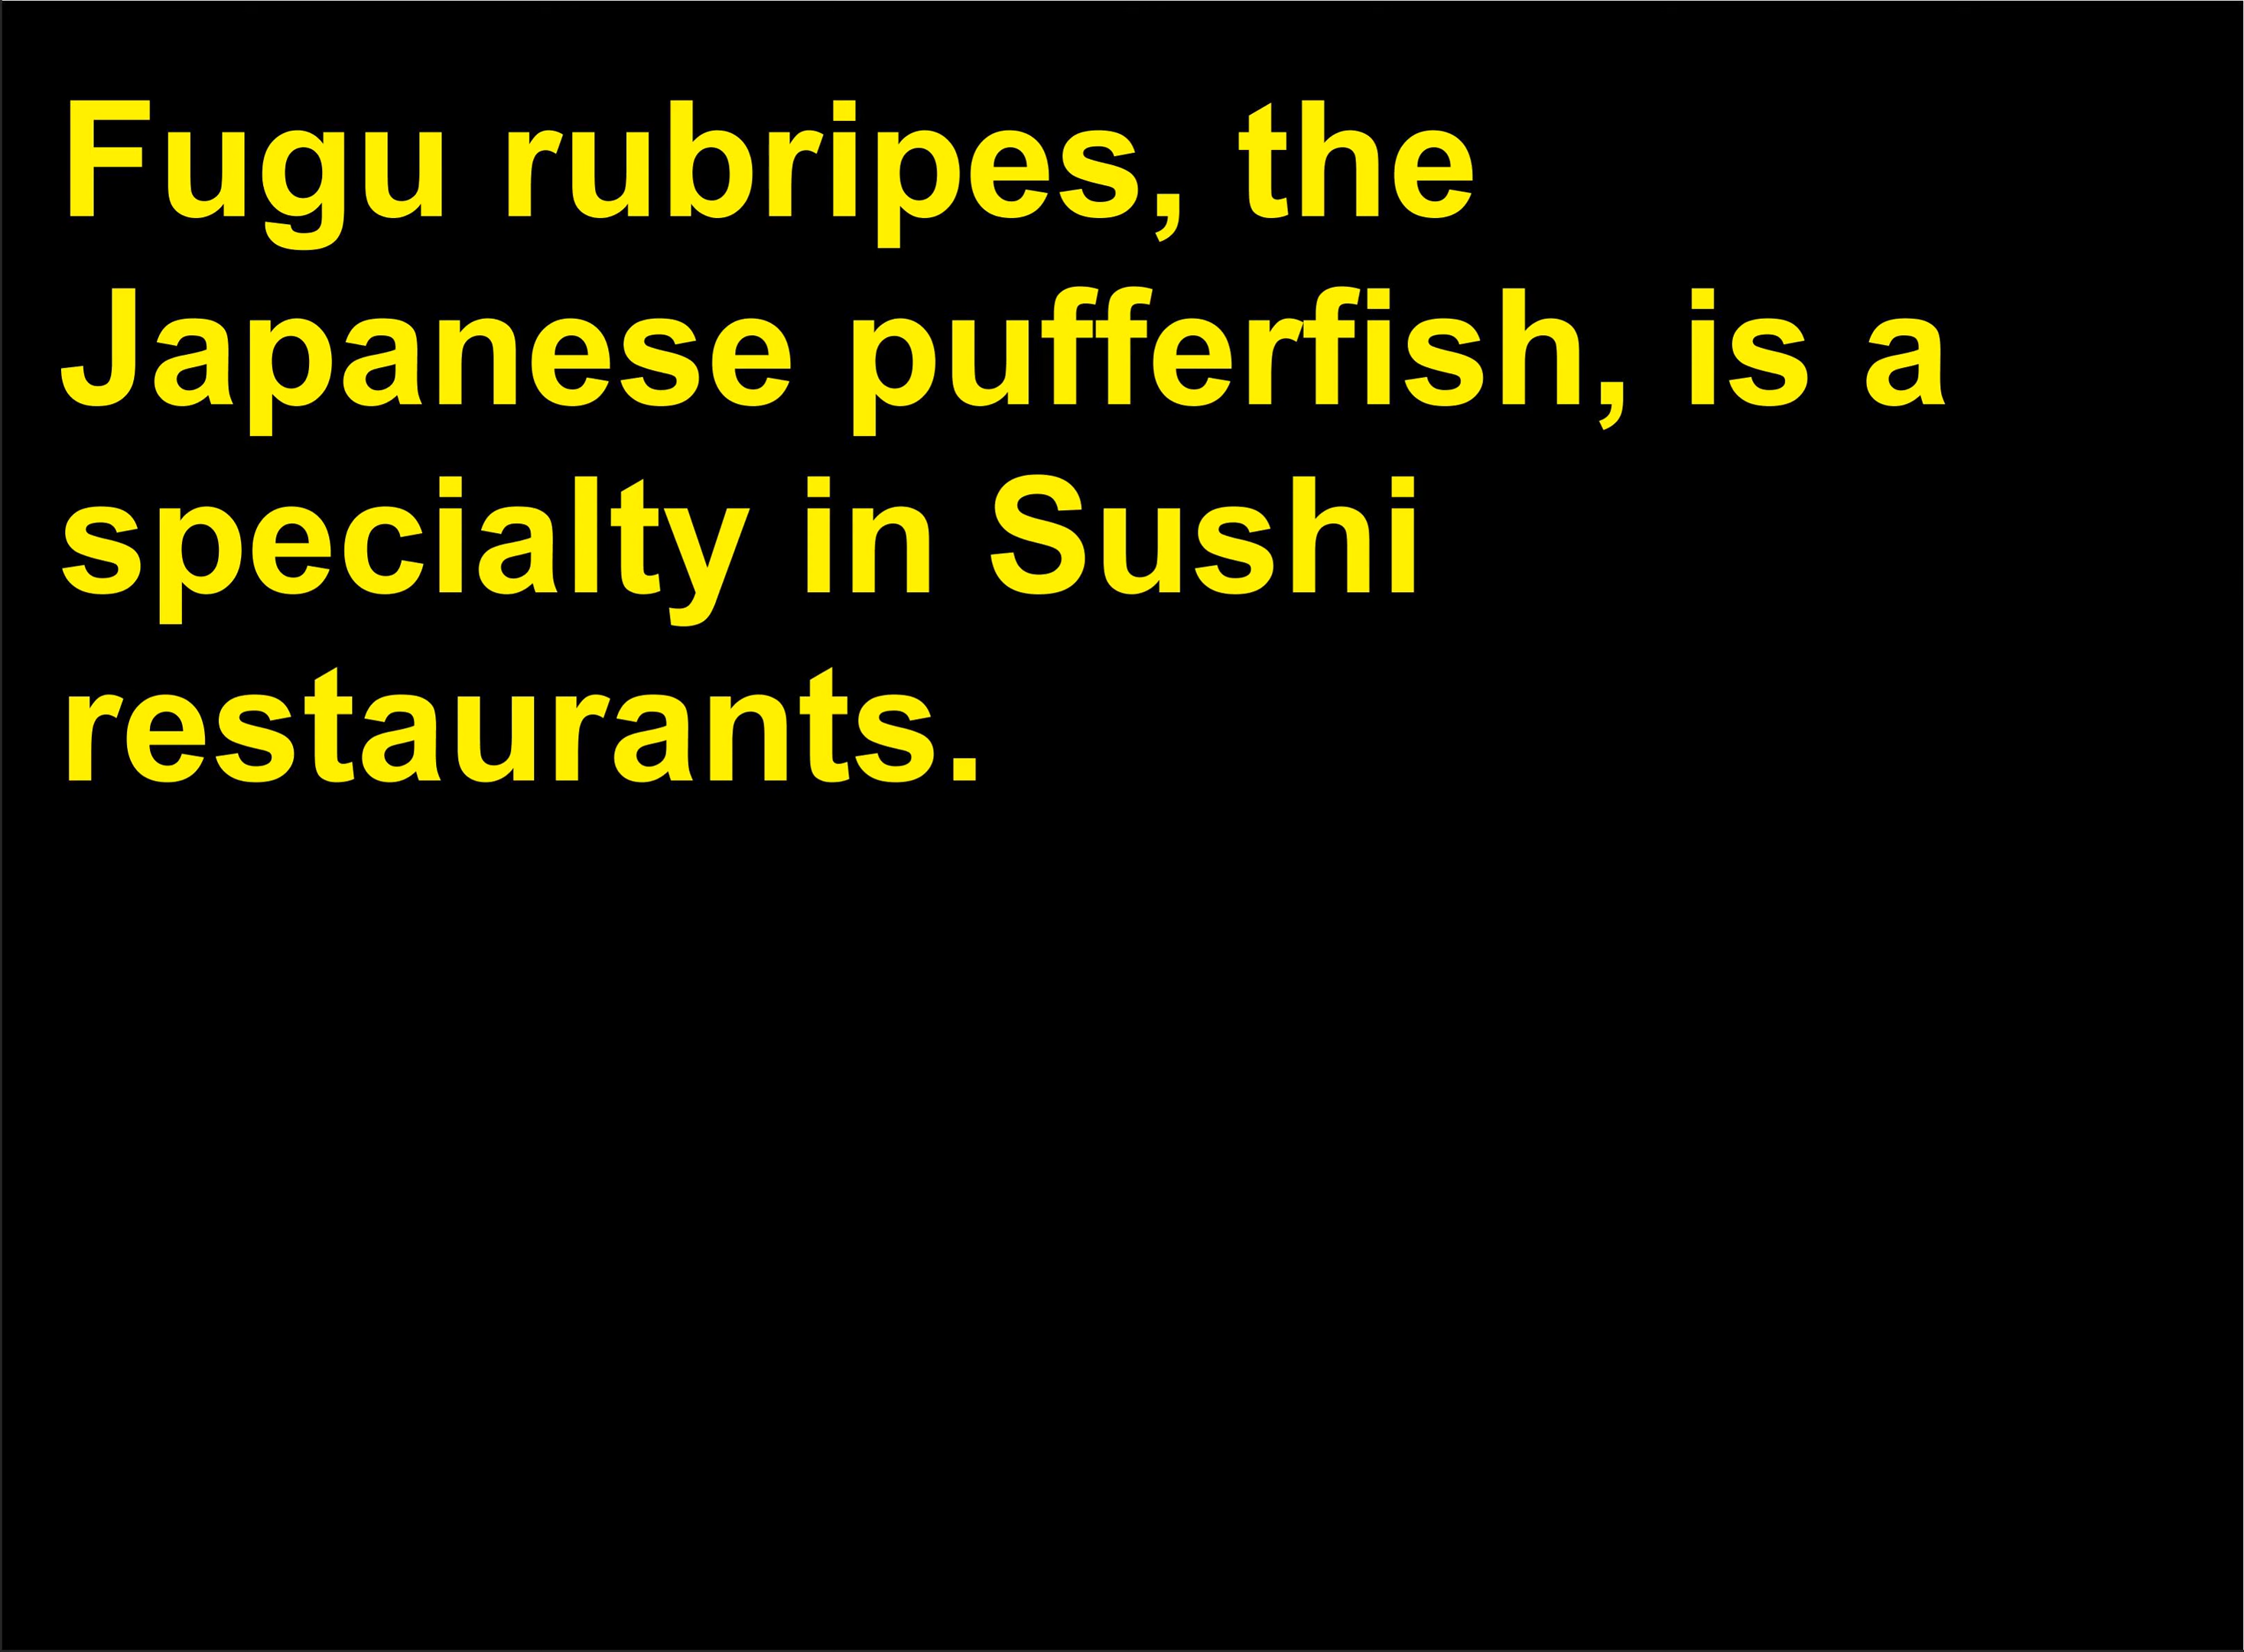 Fugu rubripes, the
Japanese pufferfish, is a
specialty in Sushi
restaurants.